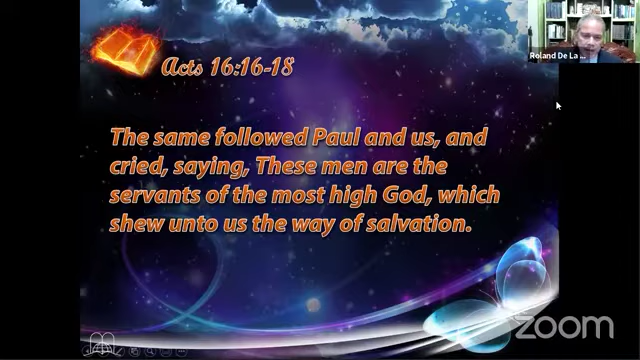 Roland De La ...
Acts 16:16-18
The same followed Paul and us, and
cried, saying, These men are the
servants of the most high God, which
shew unto us the way of salvation.
zoom